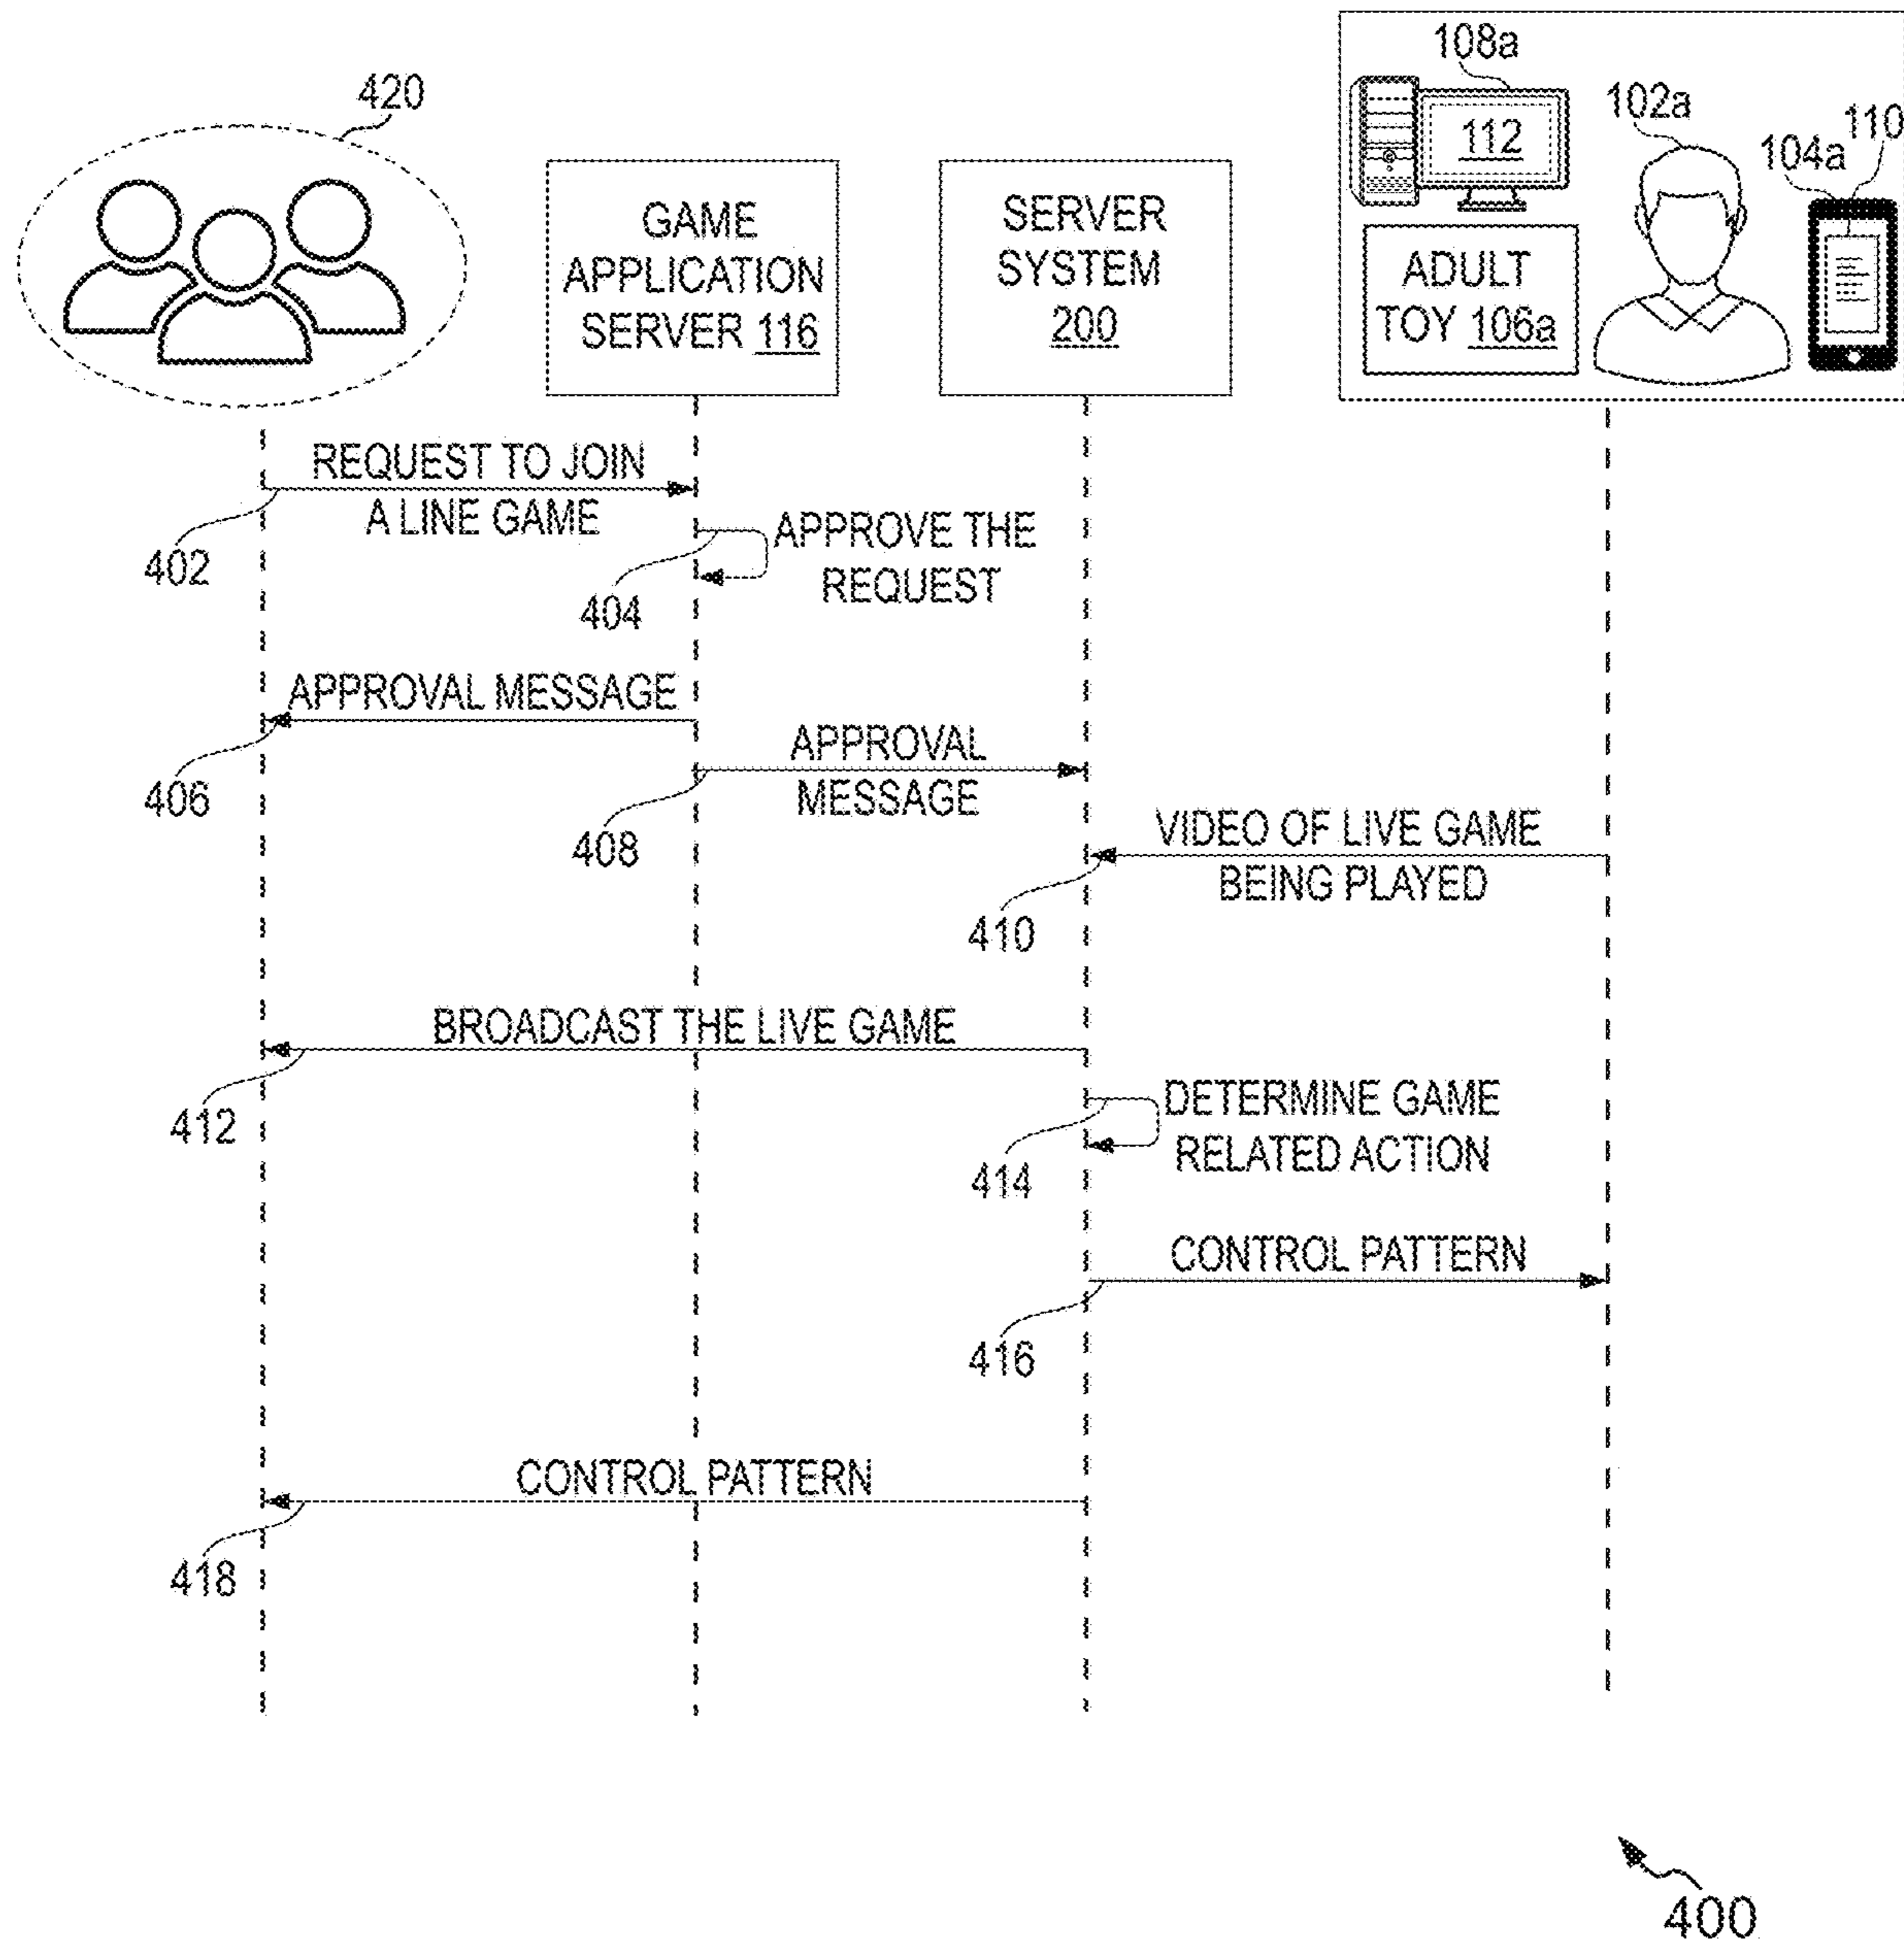 420
GAME
APPLICATION
SERVER 116
SERVER
SYSTEM
200
108a
112
ADULT
TOY 106a
102a
104a
110
REQUEST TO JOIN
A LINE GAME
402
APPROVE THE
REQUEST
404
APPROVAL MESSAGE
406
APPROVAL
MESSAGE
408
VIDEO OF LIVE GAME
BEING PLAYED
410
BROADCAST THE LIVE GAME
412
DETERMINE GAME
RELATED ACTION
414
CONTROL PATTERN
416
CONTROL PATTERN
418
400